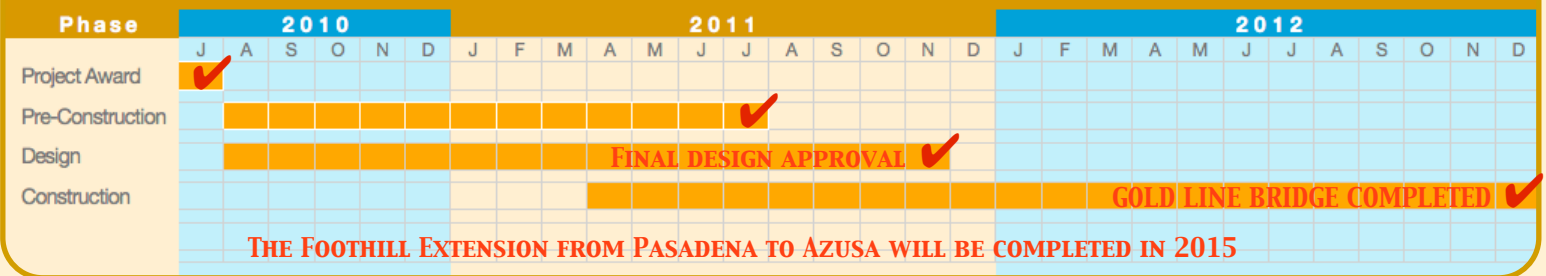 Phase 2010 2011 2012
J A S O N D J F M A M J J A S O N D J F M A M J J A S O N D
Project Award
Pre-Construction
Design FINAL DESIGN APPROVAL
Construction GOLD LINE BRIDGE COMPLETED
THE FOOTHILL EXTENSION FROM PASADENA TO AZUSA WILL BE COMPLETED IN 2015